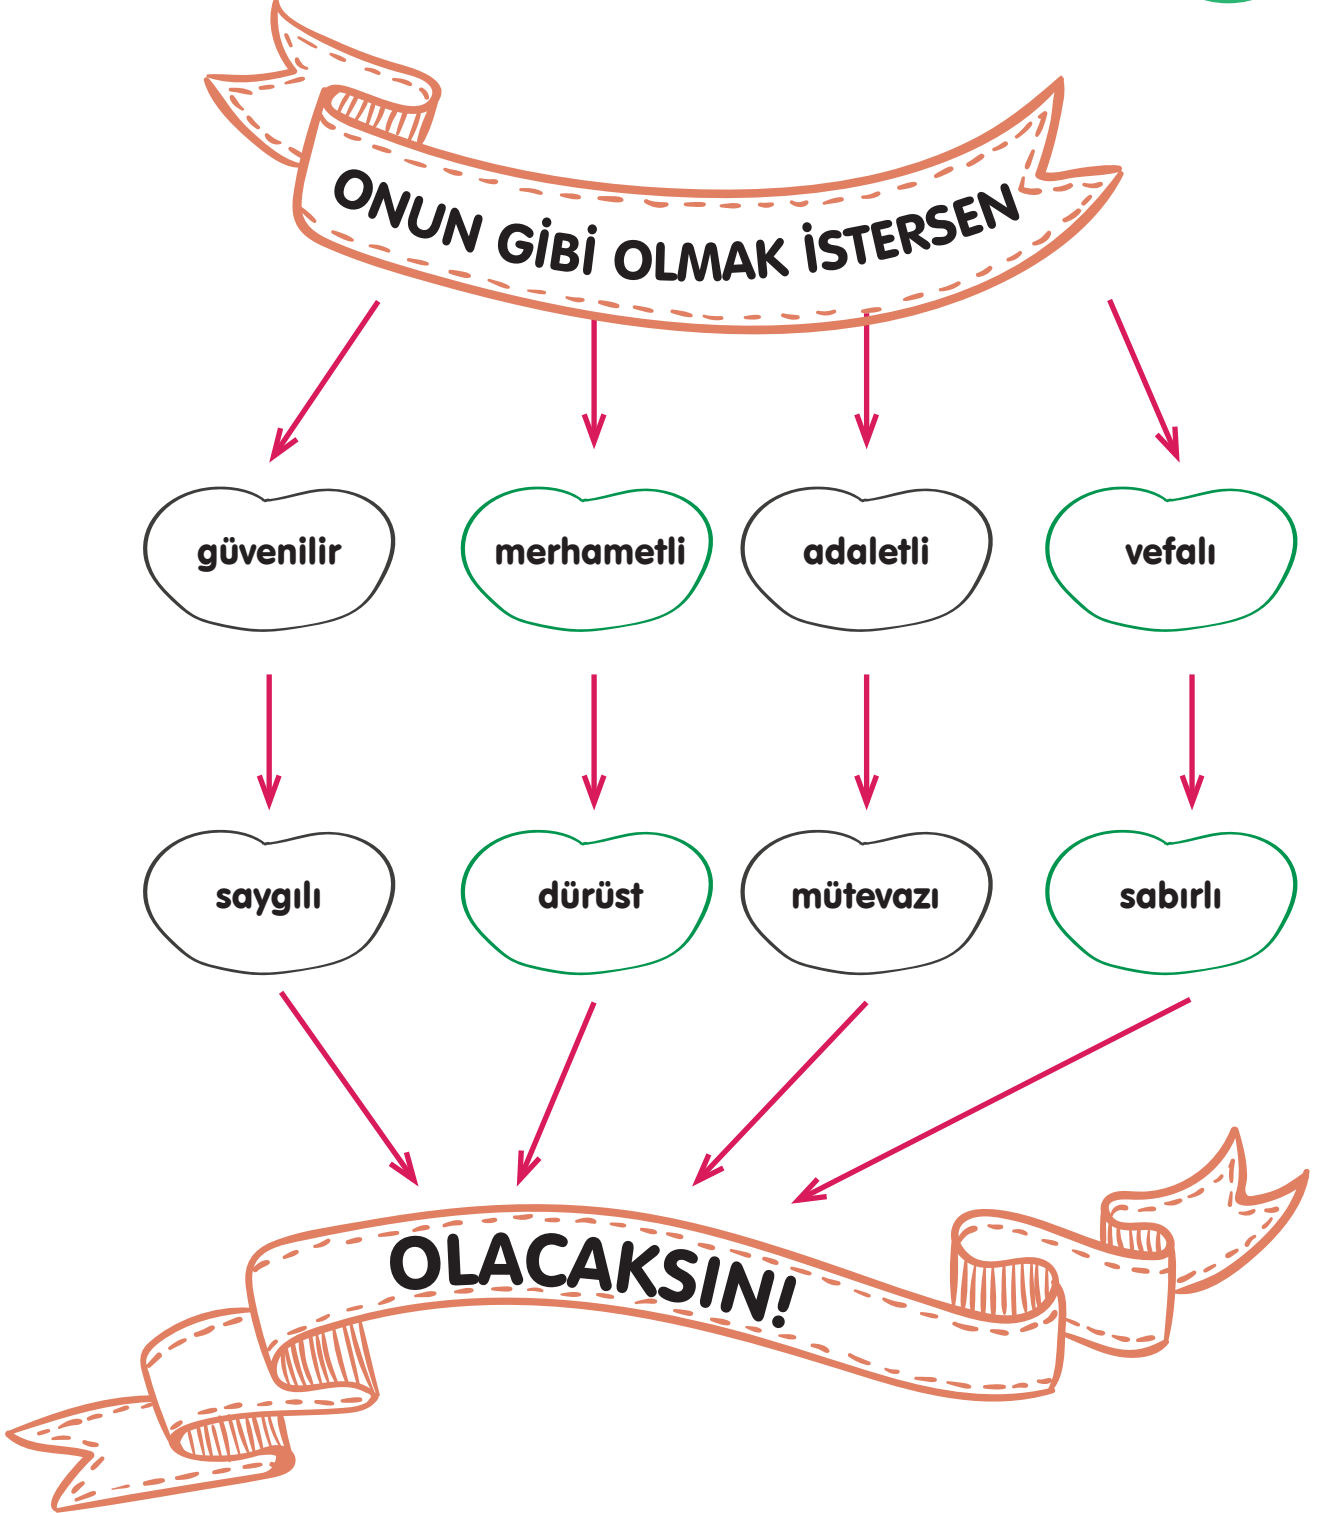 ONUN GİBİ OLMAK İSTERSEN
güvenilir merhametli adaletli vefalı
saygılı dürüst mütevazı sabırlı
OLACAKSIN!